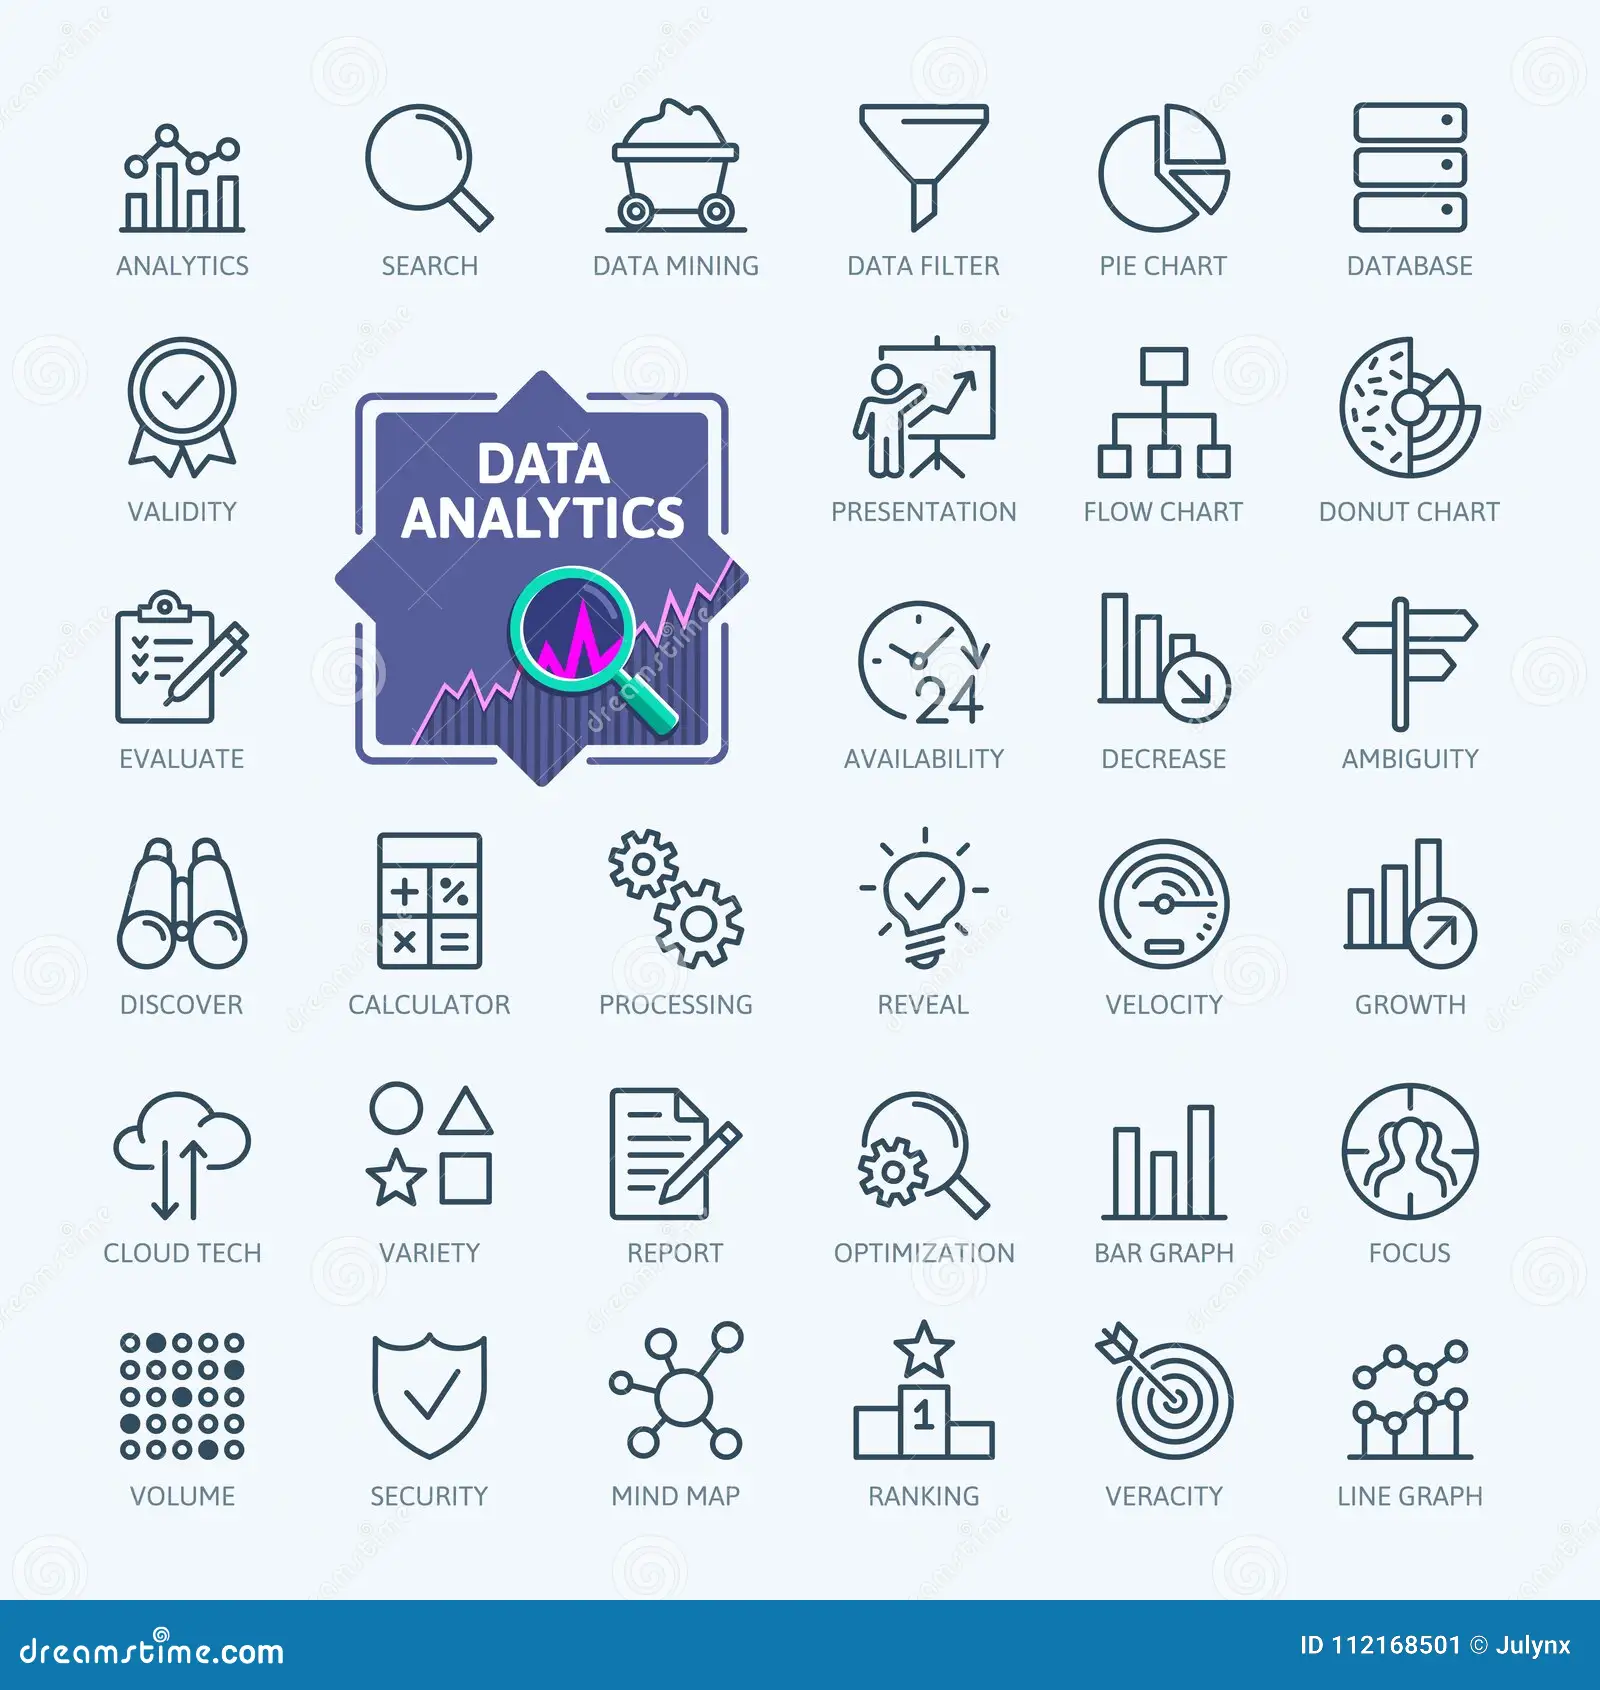 ANALYTICS
SEARCH
DATA MINING
DATA FILTER
PIE CHART
DATABASE
VALIDITY
DATA
ANALYTICS
PRESENTATION
FLOW CHART
DONUT CHART
EVALUATE
24
AVAILABILITY
DECREASE
AMBIGUITY
DISCOVER
CALCULATOR
PROCESSING
REVEAL
VELOCITY
GROWTH
CLOUD TECH
VARIETY
REPORT
OPTIMIZATION
BAR GRAPH
FOCUS
1
VOLUME
SECURITY
MIND MAP
RANKING
VERACITY
LINE GRAPH
dreamstime.com
ID 112168501 © Julynx